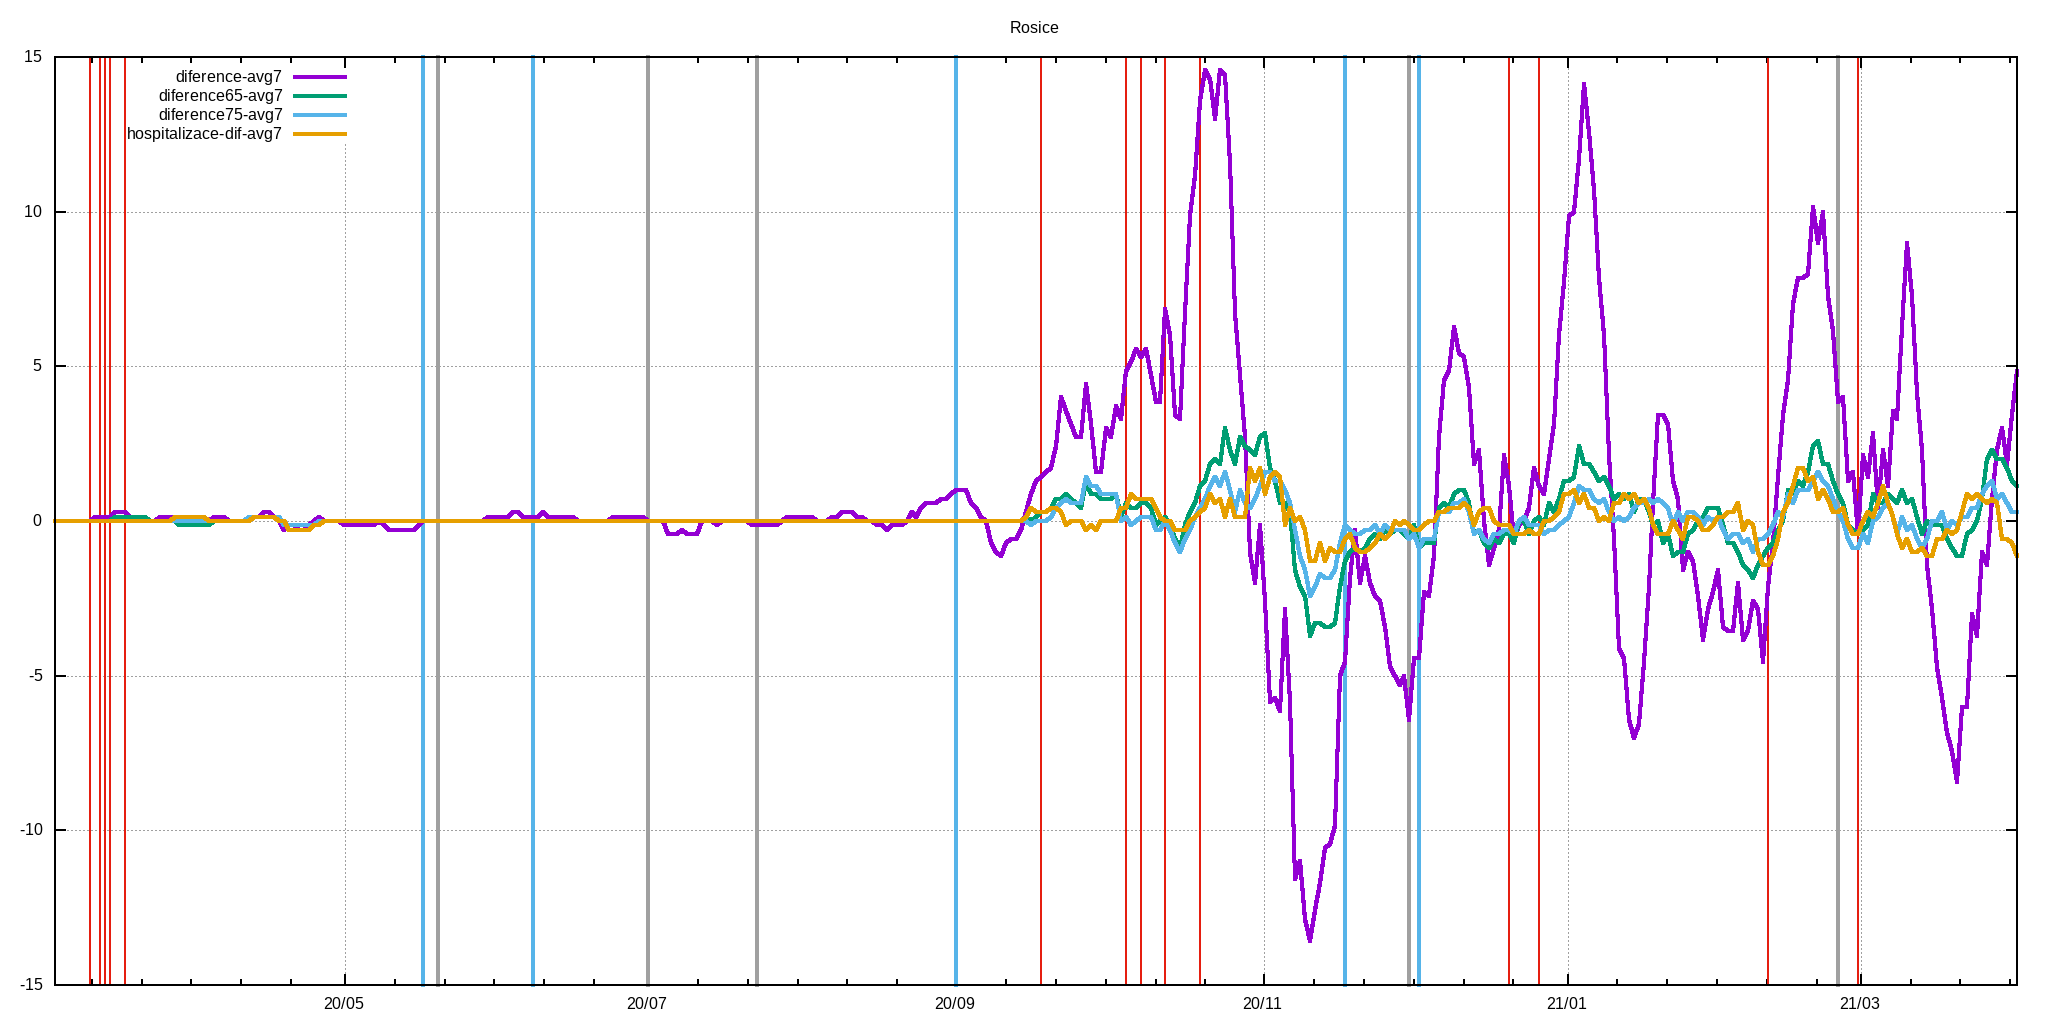 Rosice
15
diference-avg7
diference65-avg7
diference75-avg7
hospitalizace-dif-avg7
10
5
0
-5
-10
-15
20/05 20/07 20/09 20/11 21/01 21/03